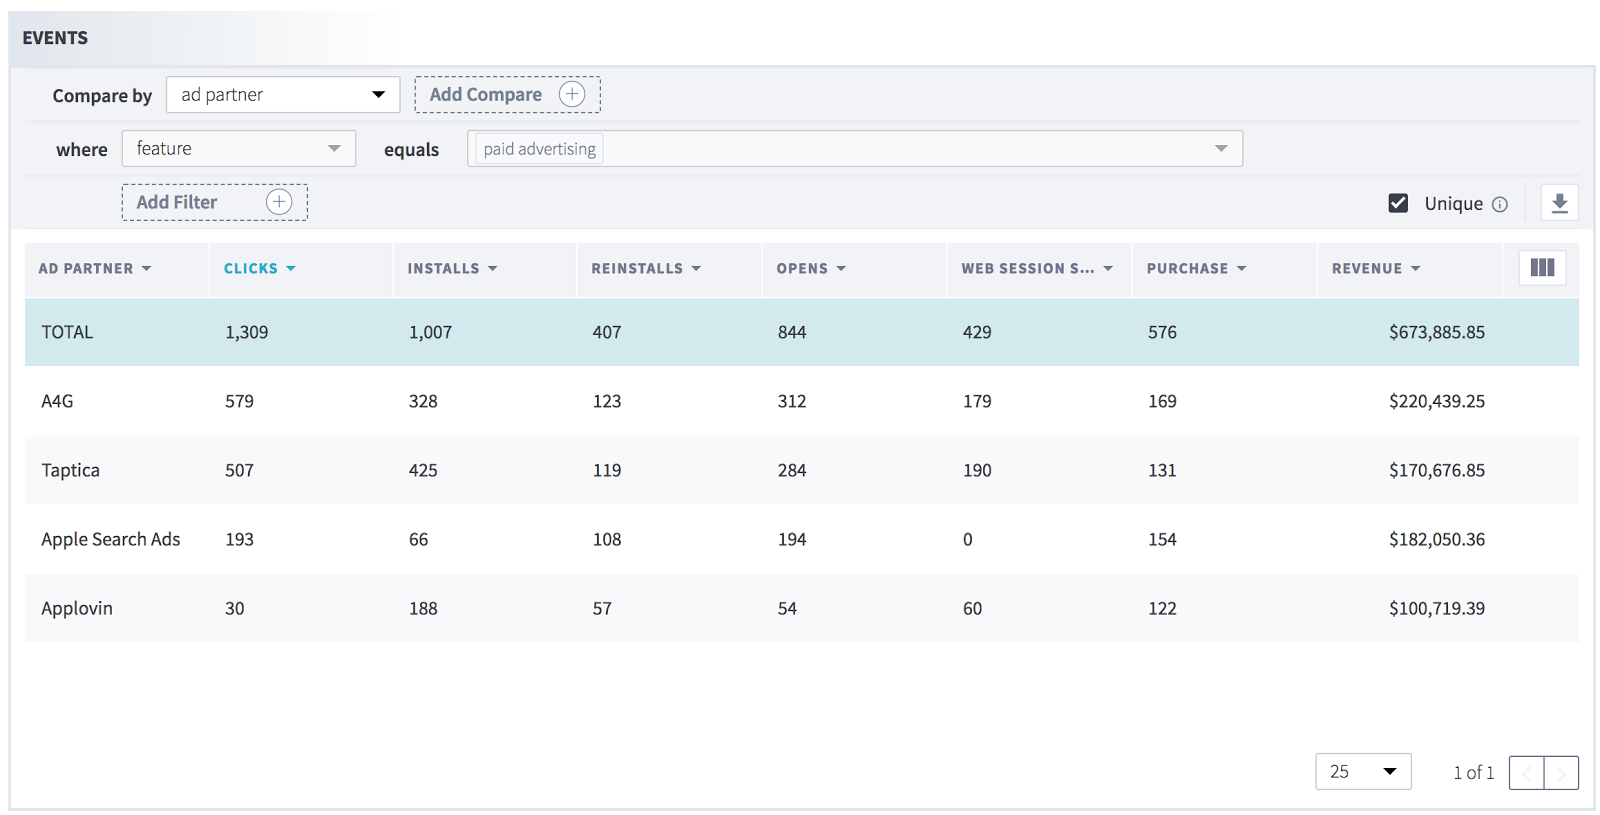 EVENTS
Compare by ad partner Add Compare
where feature equals paid advertising
Add Filter Unique
AD PARTNER CLICKS INSTALLS REINSTALLS OPENS WEB SESSION S... PURCHASE REVENUE
TOTAL 1,309 1,007 407 844 429 576 $673,885.85
A4G 579 328 123 312 179 169 $220,439.25
Taptica 507 425 119 284 190 131 $170,676.85
Apple Search Ads 193 66 108 194 0 154 $182,050.36
Applovin 30 188 57 54 60 122 $100,719.39
25 1 of 1